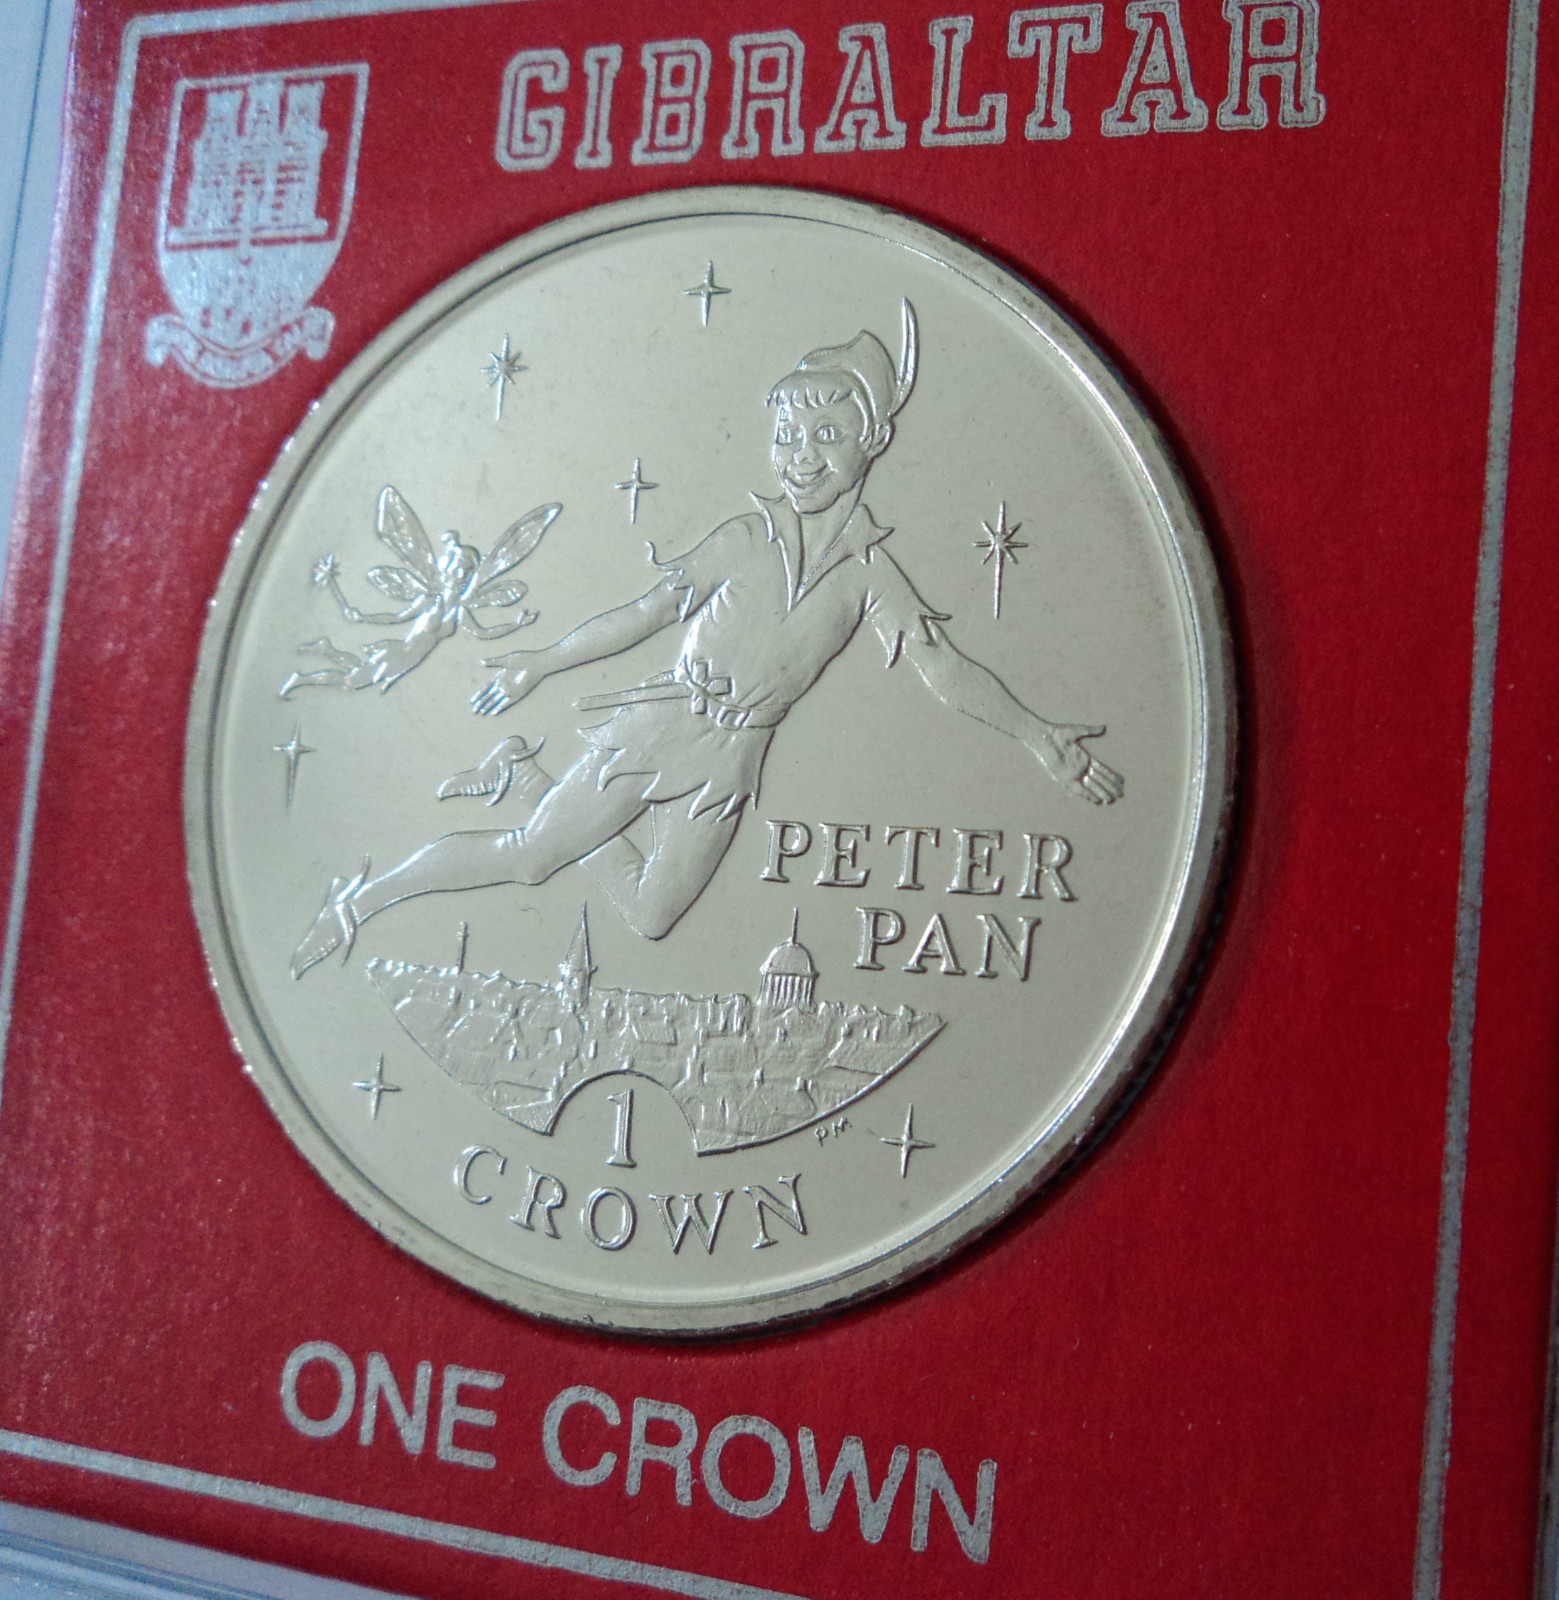 GIBRALTAR
PETER
PAN
1
PM
CROWN
ONE CROWN